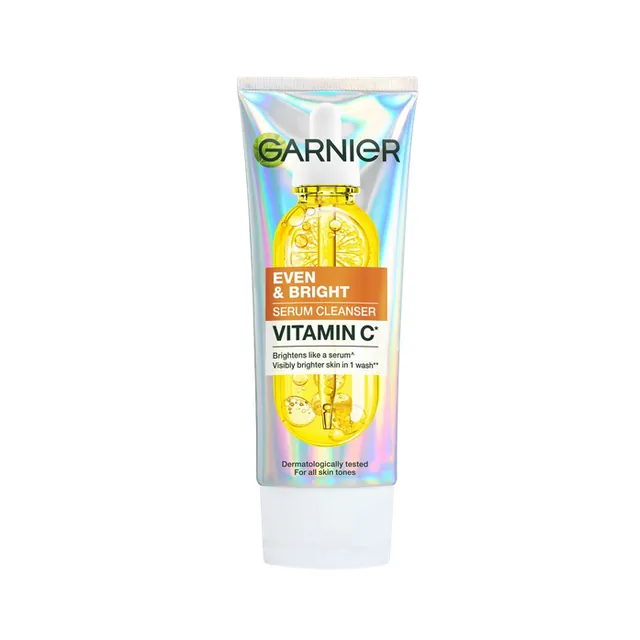 GARNIER
EVEN
& BRIGHT
SERUM CLEANSER
VITAMIN C*
Brightens like a serum^
Visibly brighter skin in 1 wash**
Dermatologically tested
For all skin tones